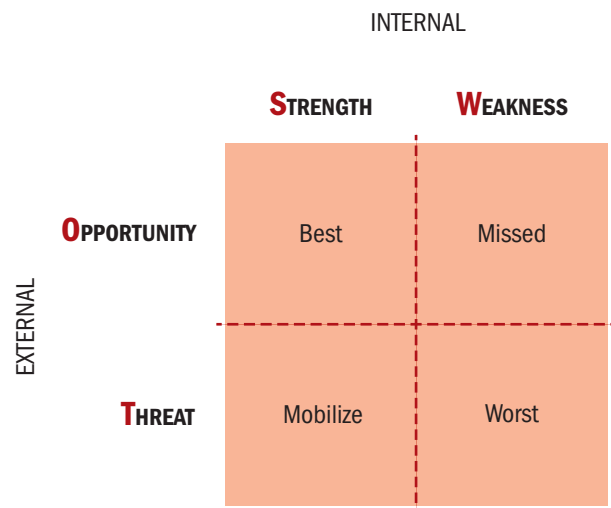 INTERNAL
STRENGTH WEAKNESS
OPPORTUNITY Best Missed
EXTERNAL
THREAT Mobilize Worst